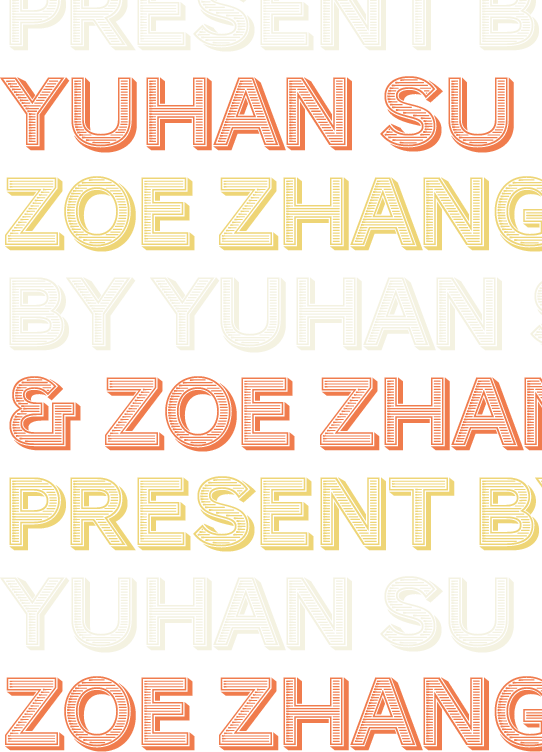 PRESENT B
YUHAN SU
ZOE ZHANG
BY YUHAN S
& ZOE ZHAN
PRESENT BY
YUHAN SU
ZOE ZHANG